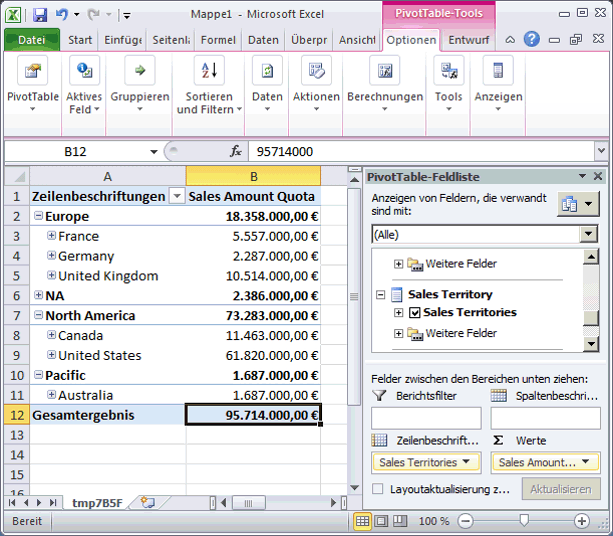 Mappe1 - Microsoft Excel
PivotTable-Tools
Datei Start Einfüge Seitenla Formel Daten Überpr Ansicht Optionen Entwurf
PivotTable Aktives Feld Gruppieren Sortieren und Filtern Daten Aktionen Berechnungen Tools Anzeigen
B12 fx 95714000
A B
1 Zeilenbeschriftungen Sales Amount Quota
2 Europe 18.358.000,00 €
3 France 5.557.000,00 €
4 Germany 2.287.000,00 €
5 United Kingdom 10.514.000,00 €
6 NA 2.386.000,00 €
7 North America 73.283.000,00 €
8 Canada 11.463.000,00 €
9 United States 61.820.000,00 €
10 Pacific 1.687.000,00 €
11 Australia 1.687.000,00 €
12 Gesamtergebnis 95.714.000,00 €
13
14
15
16
PivotTable-Feldliste
Anzeigen von Feldern, die verwandt
sind mit:
(Alle)
Weitere Felder
Sales Territory
Sales Territories
Weitere Felder
Felder zwischen den Bereichen unten ziehen:
Berichtsfilter Spaltenbeschri...
Zeilenbeschrift... Σ Werte
Sales Territories Sales Amount...
Layoutaktualisierung z... Aktualisieren
tmp7B5F
Bereit 100 %